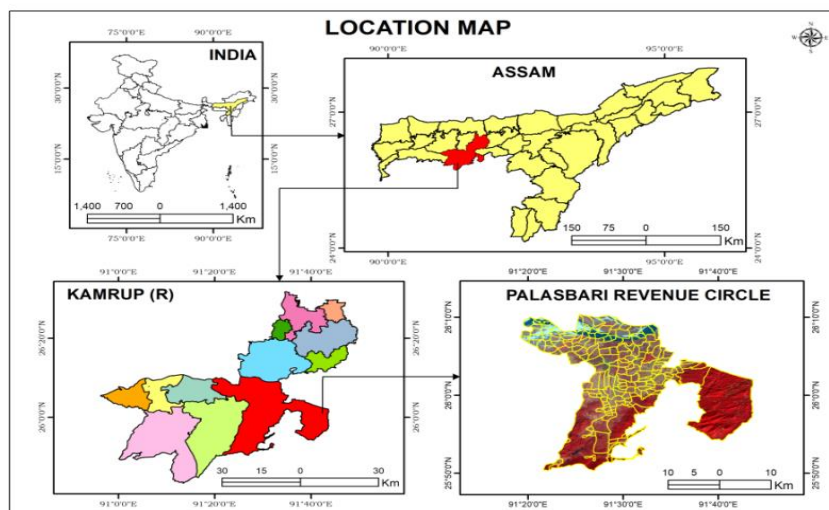 LOCATION MAP
N
W E
S
INDIA
75°0'0"E 90°0'0"E
30°0'0"N 30°0'0"N
15°0'0"N 15°0'0"N
1,400 700 0 1,400
Km
75°0'0"E 90°0'0"E
90°0'0"E 95°0'0"E
ASSAM
27°0'0"N 27°0'0"N
24°0'0"N 24°0'0"N
150 75 0 150
Km
90°0'0"E 95°0'0"E
91°0'0"E 91°20'0"E 91°40'0"E
KAMRUP (R)
26°20'0"N 26°20'0"N
26°0'0"N 26°0'0"N
30 15 0 30
Km
91°0'0"E 91°20'0"E 91°40'0"E
91°20'0"E 91°30'0"E 91°40'0"E
PALASBARI REVENUE CIRCLE
26°10'0"N 26°10'0"N
26°0'0"N 26°0'0"N
25°50'0"N 25°50'0"N
10 5 0 10
Km
91°20'0"E 91°30'0"E 91°40'0"E